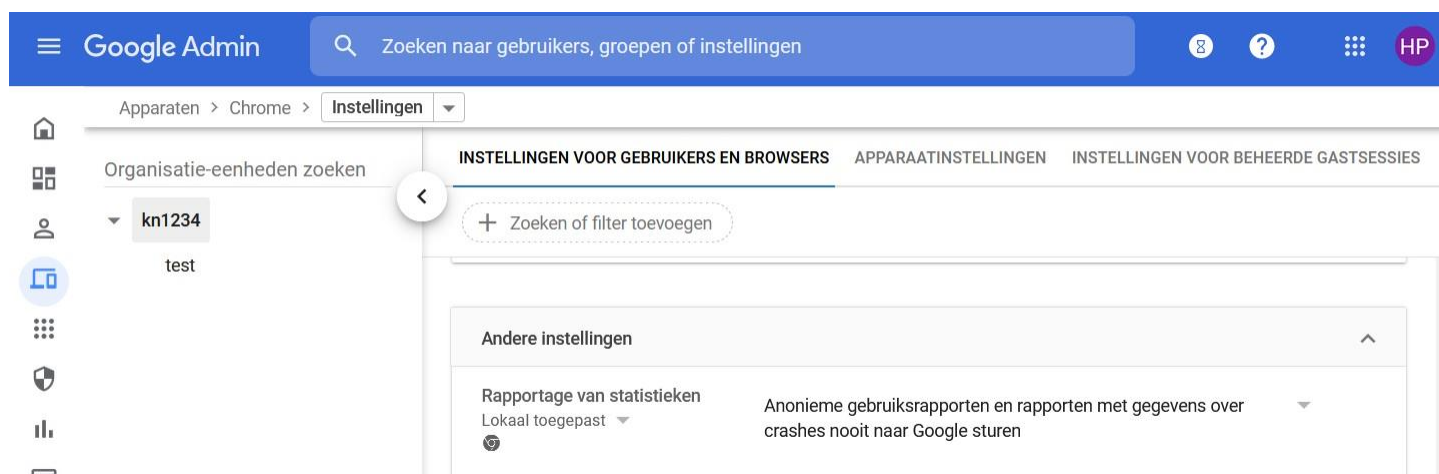 Google Admin
Zoeken naar gebruikers, groepen of instellingen
HP
Apparaten > Chrome > Instellingen
Organisatie-eenheden zoeken
kn1234
test
INSTELLINGEN VOOR GEBRUIKERS EN BROWSERS APPARAATINSTELLINGEN INSTELLINGEN VOOR BEHEERDE GASTSESSIES
+ Zoeken of filter toevoegen
Andere instellingen
Rapportage van statistieken
Lokaal toegepast
Anonieme gebruiksrapporten en rapporten met gegevens over
crashes nooit naar Google sturen